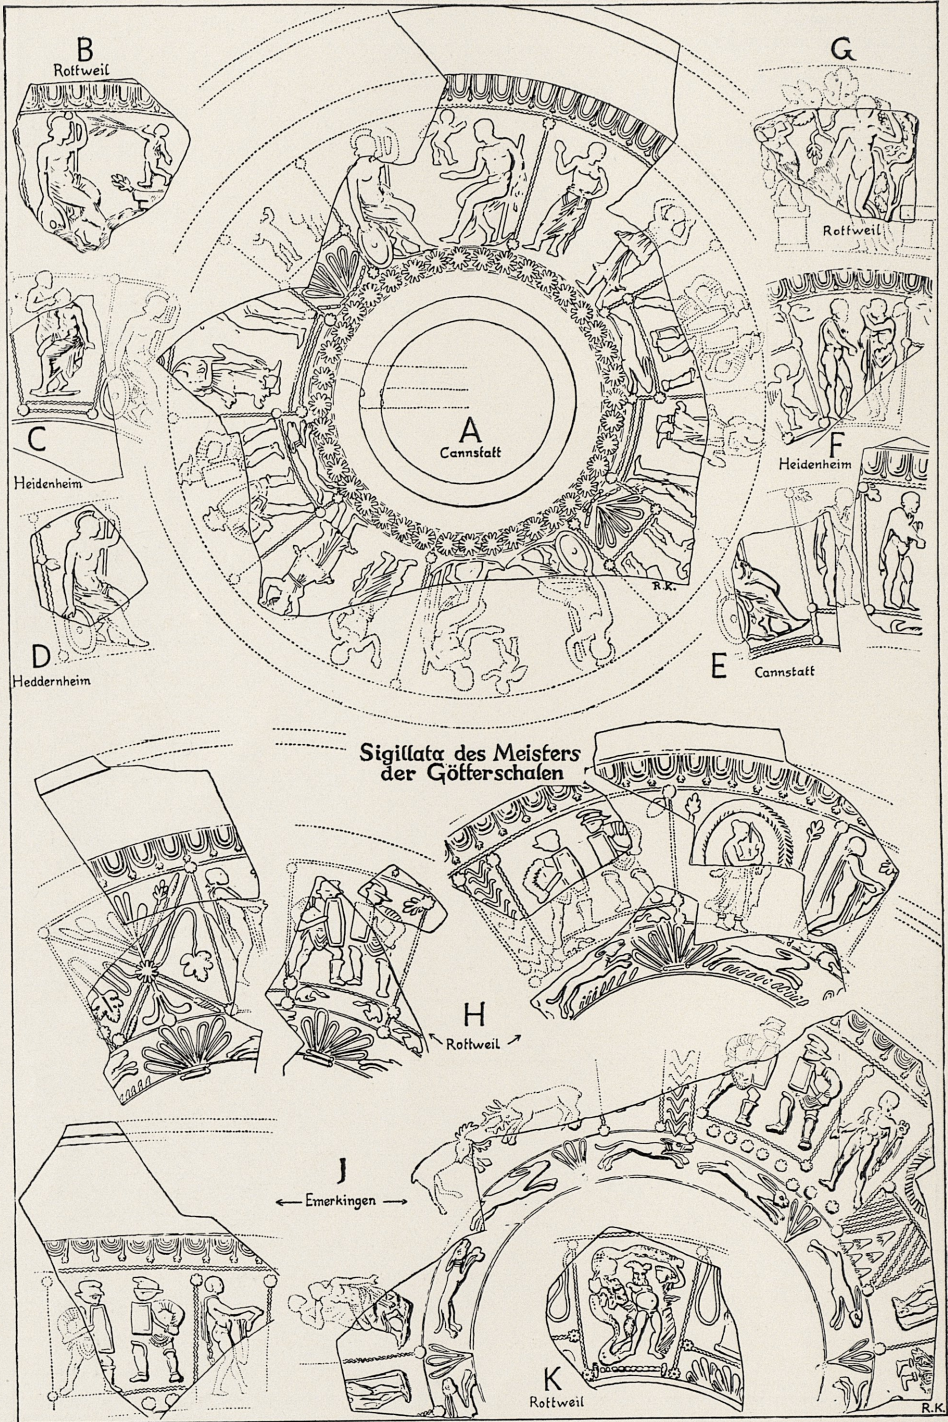 B
Rottweil
G
Rottweil
A
Cannstatt
C
Heidenheim
F
Heidenheim
R.K.
D
Heddernheim
E
Cannstatt
Sigillata des Meisters
der Götterschalen
H
Rottweil
J
Emerkingen
K
Rottweil
R.K.